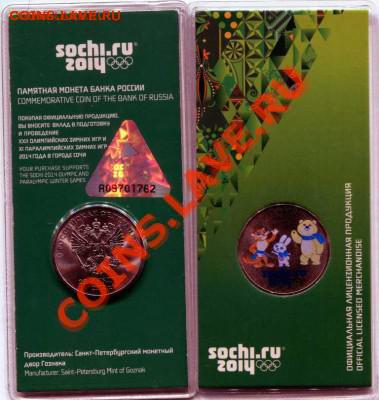 sochi.ru
2014
ПАМЯТНАЯ МОНЕТА БАНКА РОССИИ
COMMEMORATIVE COIN OF THE BANK OF RUSSIA
ПОКУПАЯ ОФИЦИАЛЬНУЮ ПРОДУКЦИЮ,
ВЫ ВНОСИТЕ ВКЛАД В ПОДГОТОВКУ
И ПРОВЕДЕНИЕ
XXII ОЛИМПИЙСКИХ ЗИМНИХ ИГР И
XI ПАРАЛИМПИЙСКИХ ЗИМНИХ ИГР
2014 ГОДА В ГОРОДЕ СОЧИ
YOUR PURCHASE SUPPORTS
THE SOCHI 2014 OLYMPIC AND
PARALYMPIC WINTER GAMES
A09701762
Производитель: Санкт-Петербургский монетный
двор Гознака
Manufacturer: Saint-Petersburg Mint of Goznak
sochi.ru
2014
ОФИЦИАЛЬНАЯ ЛИЦЕНЗИОННАЯ ПРОДУКЦИЯ
OFFICIAL LICENSED MERCHANDISE
COINS.LAVE.RU
COINS.LAVE.RU